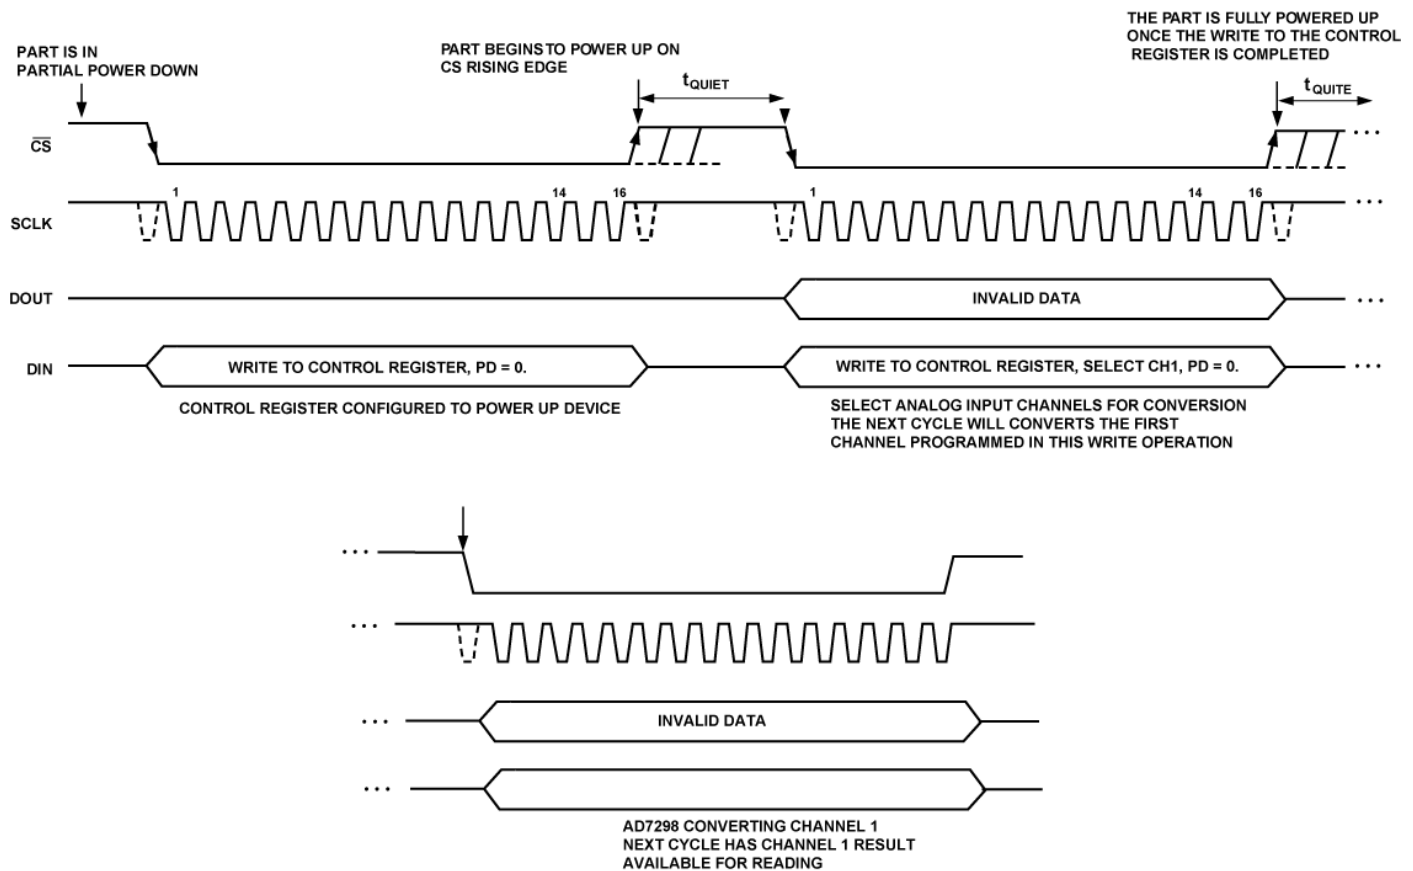 PART IS IN
PARTIAL POWER DOWN
PART BEGINS TO POWER UP ON
CS RISING EDGE
THE PART IS FULLY POWERED UP
ONCE THE WRITE TO THE CONTROL
REGISTER IS COMPLETED
tQUIET
tQUITE
CS
...
1
14
16
1
14
16
SCLK
...
DOUT
INVALID DATA
...
DIN
WRITE TO CONTROL REGISTER, PD = 0.
WRITE TO CONTROL REGISTER, SELECT CH1, PD = 0.
...
CONTROL REGISTER CONFIGURED TO POWER UP DEVICE
SELECT ANALOG INPUT CHANNELS FOR CONVERSION
THE NEXT CYCLE WILL CONVERTS THE FIRST
CHANNEL PROGRAMMED IN THIS WRITE OPERATION
...
...
...
INVALID DATA
...
AD7298 CONVERTING CHANNEL 1
NEXT CYCLE HAS CHANNEL 1 RESULT
AVAILABLE FOR READING